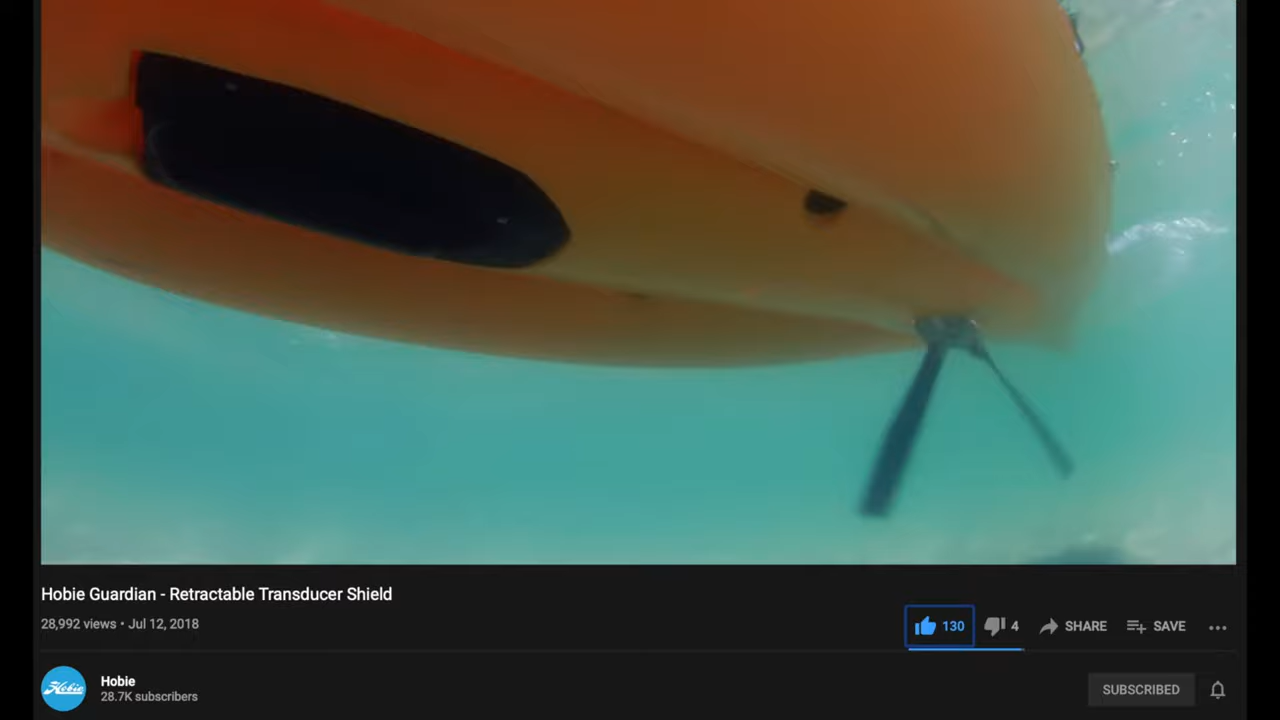 Hobie Guardian - Retractable Transducer Shield
28,992 views • Jul 12, 2018
130 4 SHARE SAVE
Hobie
Hobie
28.7K subscribers
SUBSCRIBED